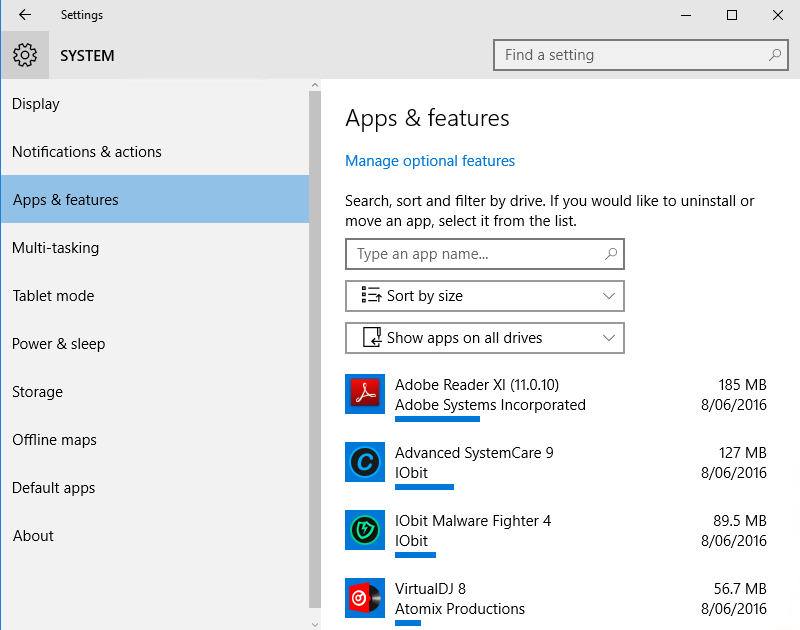 Settings
SYSTEM
Find a setting
Display
Notifications & actions
Apps & features
Multi-tasking
Tablet mode
Power & sleep
Storage
Offline maps
Default apps
About
Apps & features
Manage optional features
Search, sort and filter by drive. If you would like to uninstall or
move an app, select it from the list.
Type an app name...
Sort by size
Show apps on all drives
Adobe Reader XI (11.0.10) 185 MB
Adobe Systems Incorporated 8/06/2016
Advanced SystemCare 9 127 MB
IObit 8/06/2016
IObit Malware Fighter 4 89.5 MB
IObit 8/06/2016
VirtualDJ 8 56.7 MB
Atomix Productions 8/06/2016